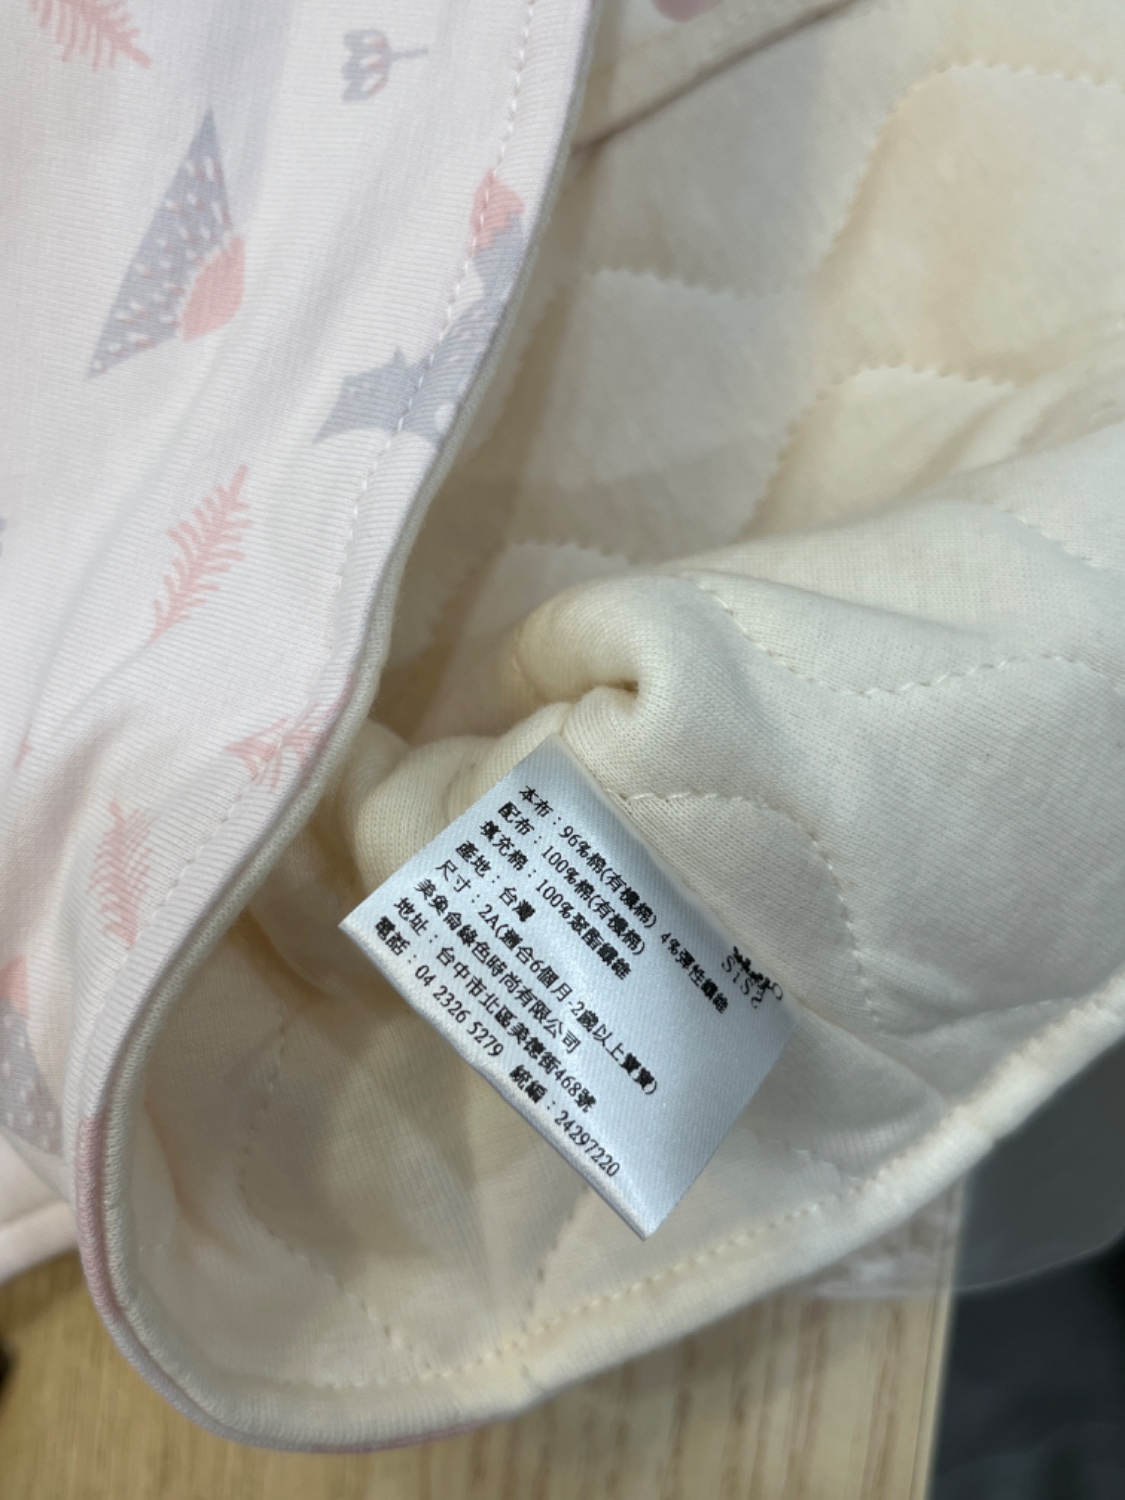 SiSi
本布：96%棉(有機棉) 4%彈性纖維
配布：100%棉(有機棉)
填充棉：100%聚酯纖維
產地：台灣
尺寸：2A(適合6個月-2歲以上寶寶)
美侖綠色時尚有限公司
地址：台中市北區美德街468號
電話：04 2326 5279 統編：24297220